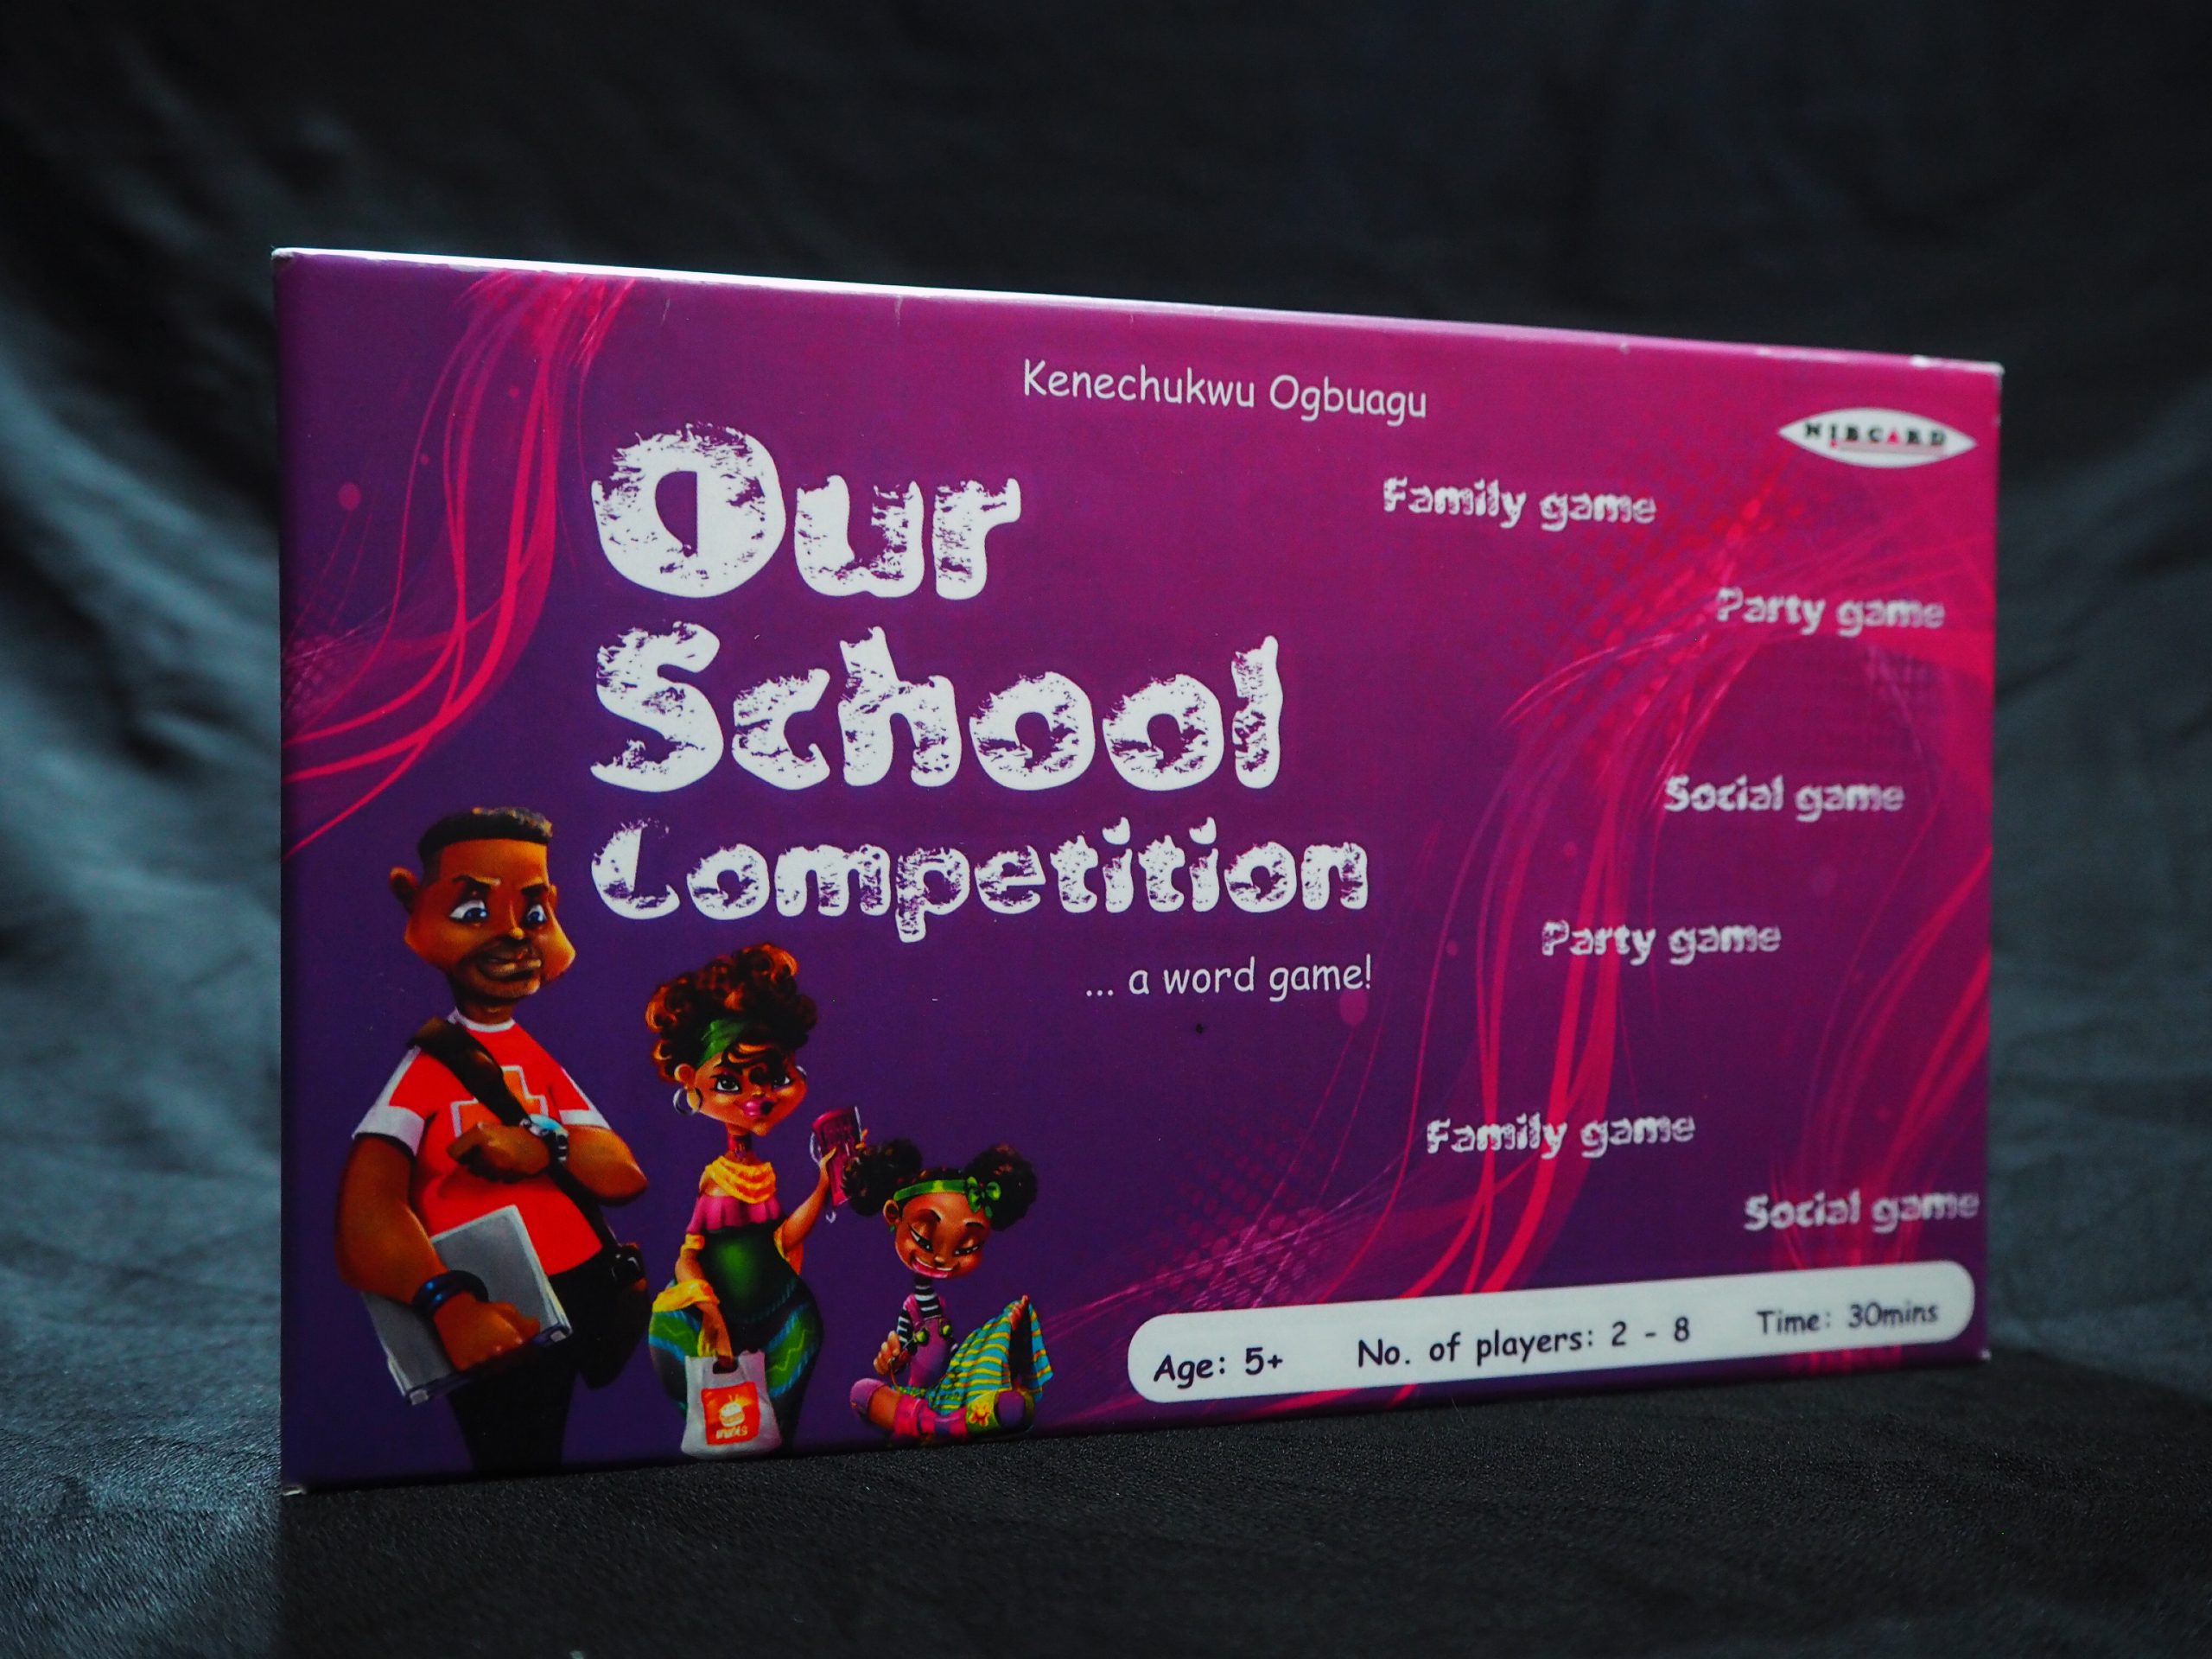 Kenechukwu Ogbuagu
NIBCARD
Our
School
Competition
... a word game!
Family game
Party game
Social game
Party game
Family game
Social game
Age: 5+ No. of players: 2 - 8 Time: 30mins